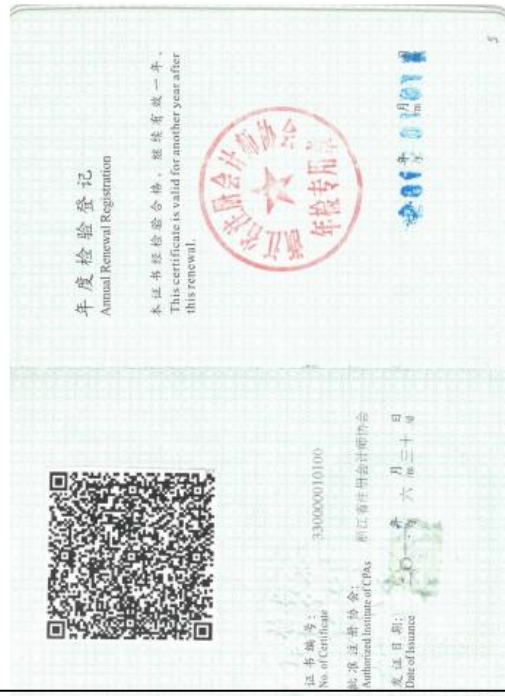 年度检验登记
Annual Renewal Registration
本证书经检验合格，继续有效一年。
This certificate is valid for another year after
this renewal.
浙江省注册会计师协会
年检专用章
年 月 日
/y /m /d
5
证书编号:
No. of Certificate
330000010100
批准注册协会:
Authorized Institute of CPAs
浙江省注册会计师协会
发证日期:
Date of Issuance
年 六 月 三十 日
/y /m /d